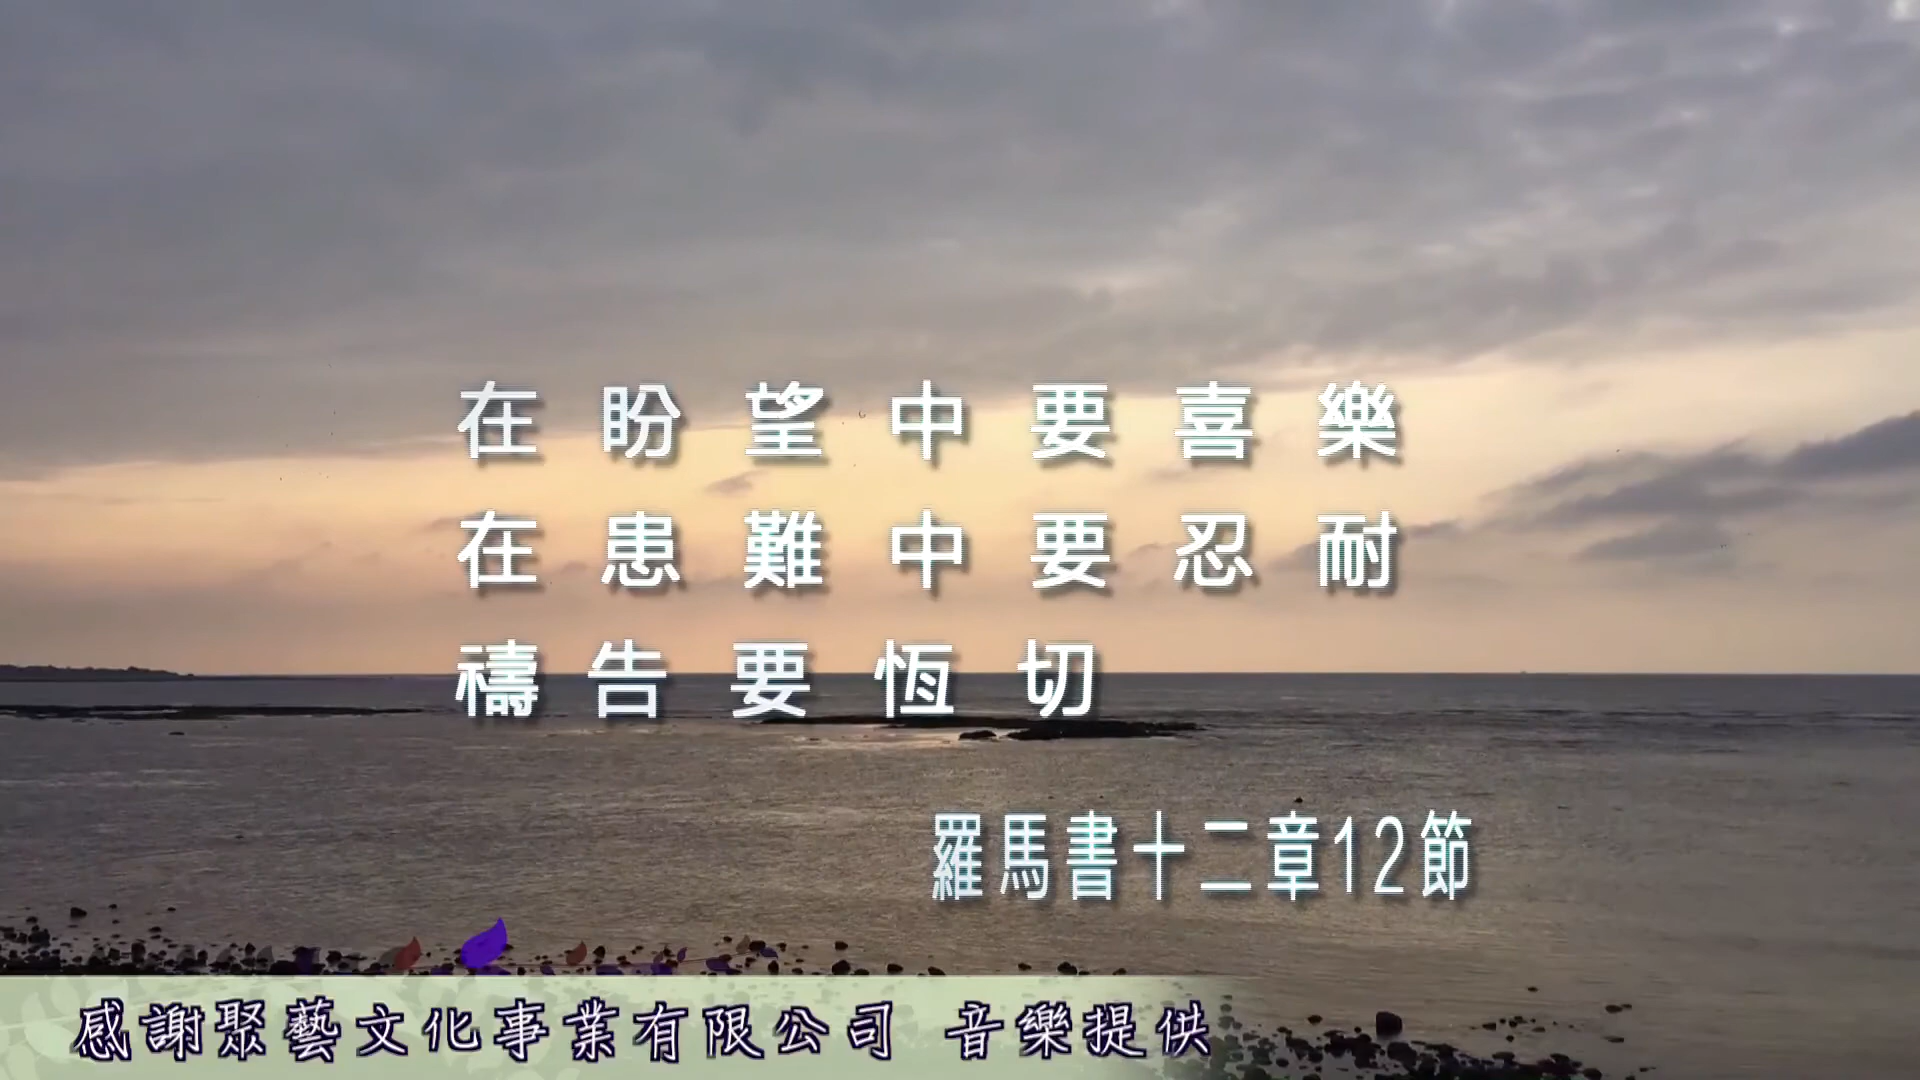 在盼望中要喜樂
在患難中要忍耐
禱告要恆切
羅馬書十二章12節
感謝聚藝文化事業有限公司 音樂提供